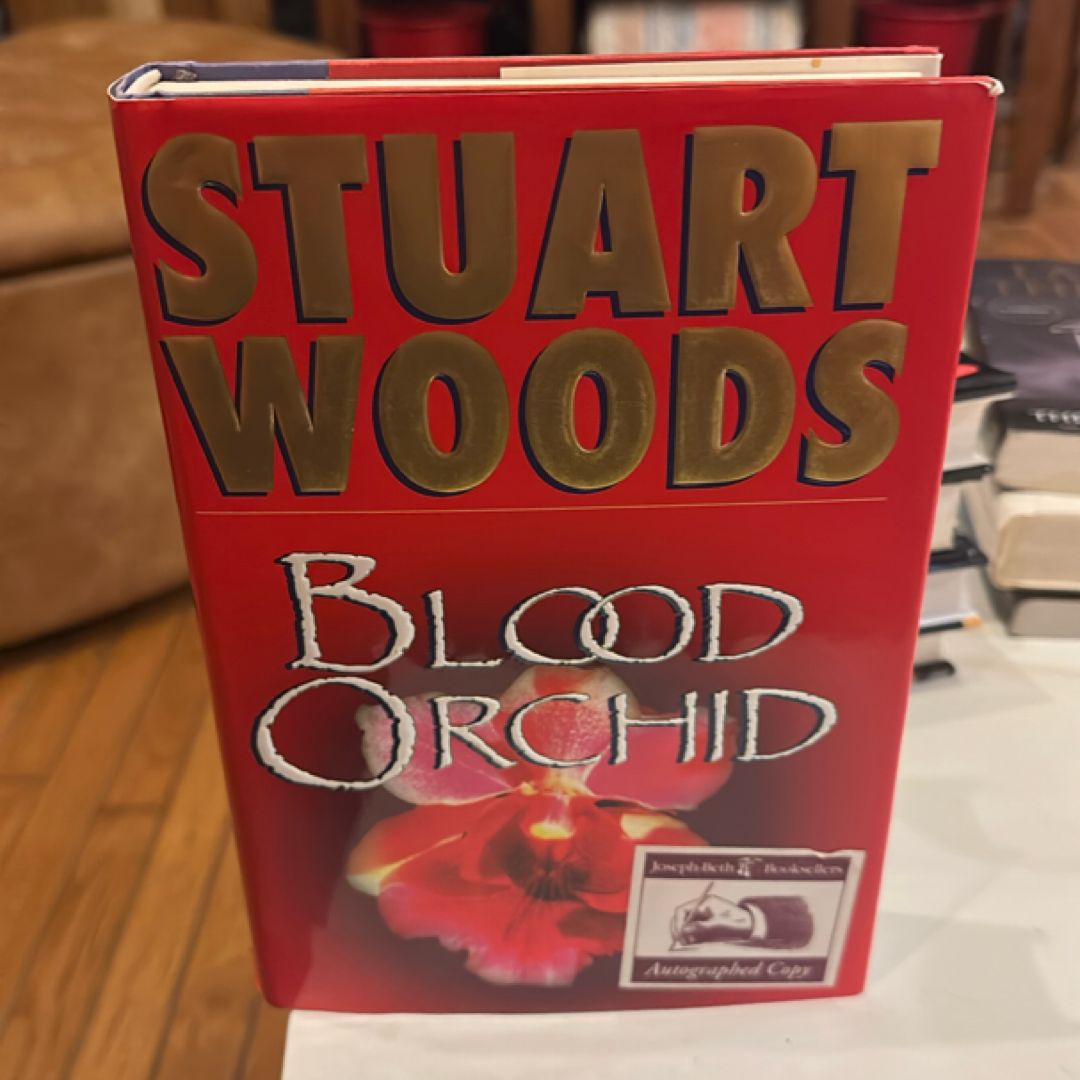 STUART
WOODS
BLOOD
ORCHID
Joseph-Beth Booksellers
Autographed Copy